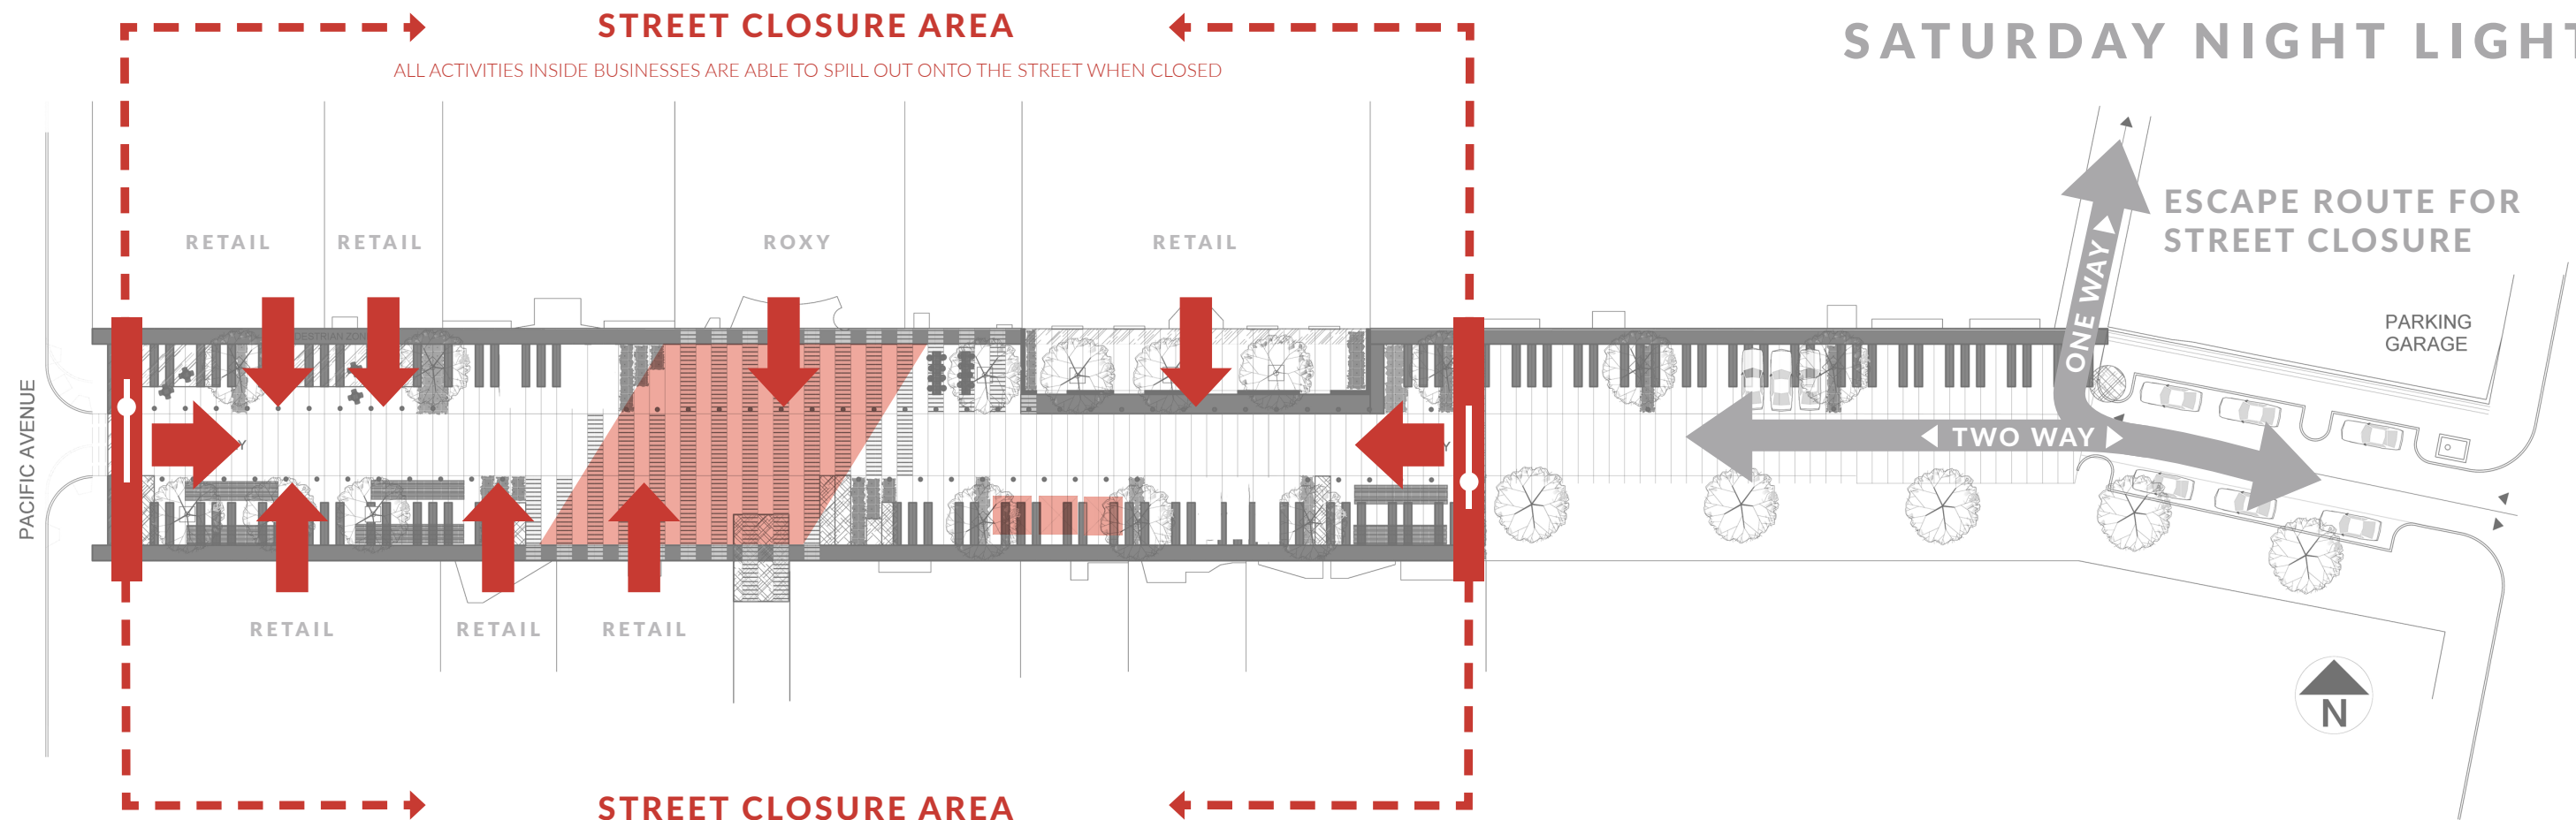 STREET CLOSURE AREA
SATURDAY NIGHT LIGHT
ALL ACTIVITIES INSIDE BUSINESSES ARE ABLE TO SPILL OUT ONTO THE STREET WHEN CLOSED
ESCAPE ROUTE FOR
STREET CLOSURE
RETAIL
RETAIL
ROXY
RETAIL
ONE WAY
PARKING
GARAGE
PACIFIC AVENUE
TWO WAY
RETAIL
RETAIL
RETAIL
N
STREET CLOSURE AREA